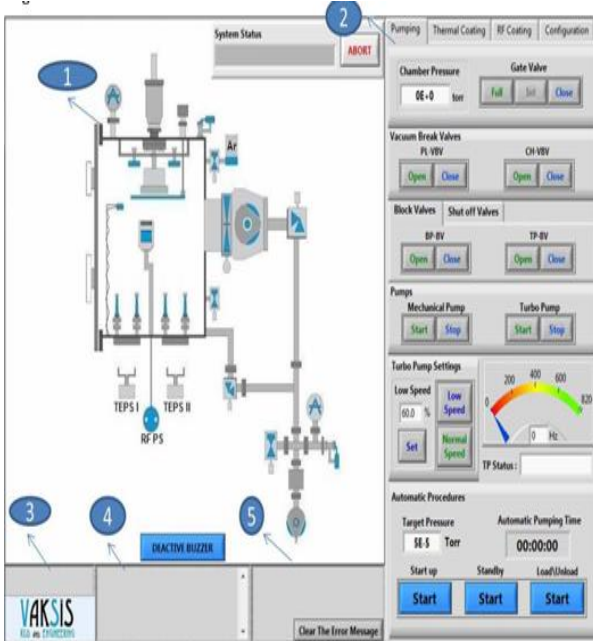 2
System Status
ABORT
1
Ar
TEPS I
TEPS II
RF PS
3
4
5
DEACTIVE BUZZER
VAKSIS
R&D and ENGINEERING
Clear The Error Message
Pumping
Thermal Coating
RF Coating
Configuration
Chamber Pressure
0E+0 torr
Gate Valve
Full
Sel
Close
Vacuum Break Valves
PL-VBV
CH-VBV
Open
Close
Open
Close
Block Valves
Shut off Valves
BP-BV
TP-BV
Open
Close
Open
Close
Pumps
Mechanical Pump
Turbo Pump
Start
Stop
Start
Stop
Turbo Pump Settings
Low Speed
60.0 %
Low Speed
Set
Normal Speed
0
200
400
600
820
0 Hz
TP Status :
Automatic Procedures
Target Pressure
5E-5 Torr
Automatic Pumping Time
00:00:00
Start up
Standby
Load\Unload
Start
Start
Start